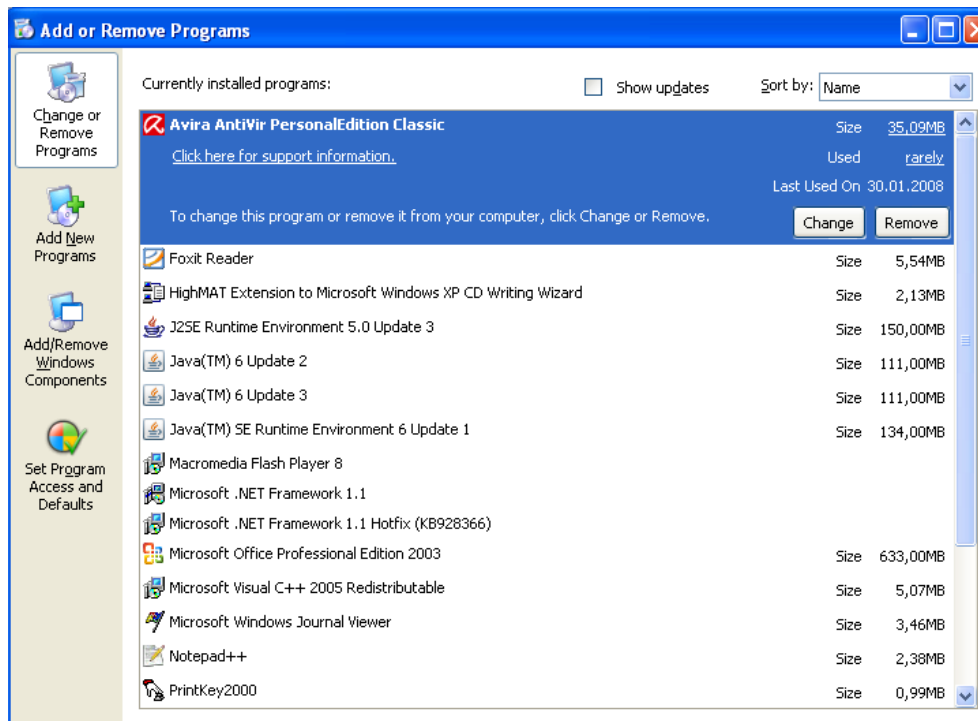 Add or Remove Programs
Change or
Remove
Programs
Add New
Programs
Add/Remove
Windows
Components
Set Program
Access and
Defaults
Currently installed programs:
Show updates
Sort by: Name
Avira AntiVir PersonalEdition Classic Size 35,09MB
Click here for support information. Used rarely
Last Used On 30.01.2008
To change this program or remove it from your computer, click Change or Remove. Change Remove
Foxit Reader Size 5,54MB
HighMAT Extension to Microsoft Windows XP CD Writing Wizard Size 2,13MB
J2SE Runtime Environment 5.0 Update 3 Size 150,00MB
Java(TM) 6 Update 2 Size 111,00MB
Java(TM) 6 Update 3 Size 111,00MB
Java(TM) SE Runtime Environment 6 Update 1 Size 134,00MB
Macromedia Flash Player 8
Microsoft .NET Framework 1.1
Microsoft .NET Framework 1.1 Hotfix (KB928366)
Microsoft Office Professional Edition 2003 Size 633,00MB
Microsoft Visual C++ 2005 Redistributable Size 5,07MB
Microsoft Windows Journal Viewer Size 3,46MB
Notepad++ Size 2,38MB
PrintKey2000 Size 0,99MB